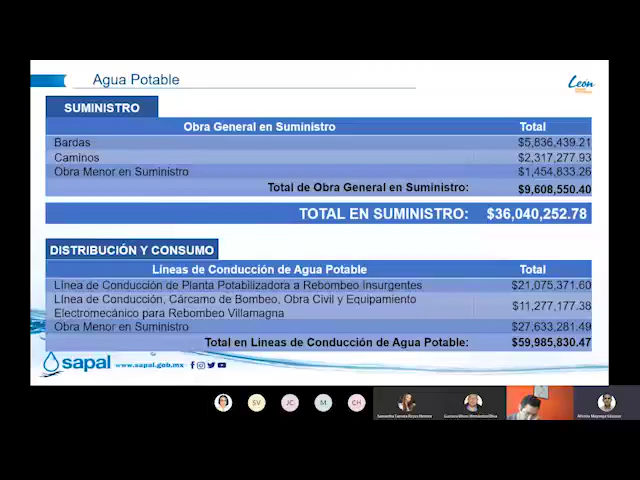 Agua Potable
León
SUMINISTRO
Obra General en Suministro Total
Bardas $5,836,439.21
Caminos $2,317,277.93
Obra Menor en Suministro $1,454,833.26
Total de Obra General en Suministro: $9,608,550.40
TOTAL EN SUMINISTRO: $36,040,252.78
DISTRIBUCIÓN Y CONSUMO
Líneas de Conducción de Agua Potable Total
Línea de Conducción de Planta Potabilizadora a Rebombeo Insurgentes $21,075,371.60
Línea de Conducción, Cárcamo de Bombeo, Obra Civil y Equipamiento
Electromecánico para Rebombeo Villamagna $11,277,177.38
Obra Menor en Suministro $27,633,281.49
Total en Líneas de Conducción de Agua Potable: $59,985,830.47
sapal www.sapal.gob.mx
SV JC M CH